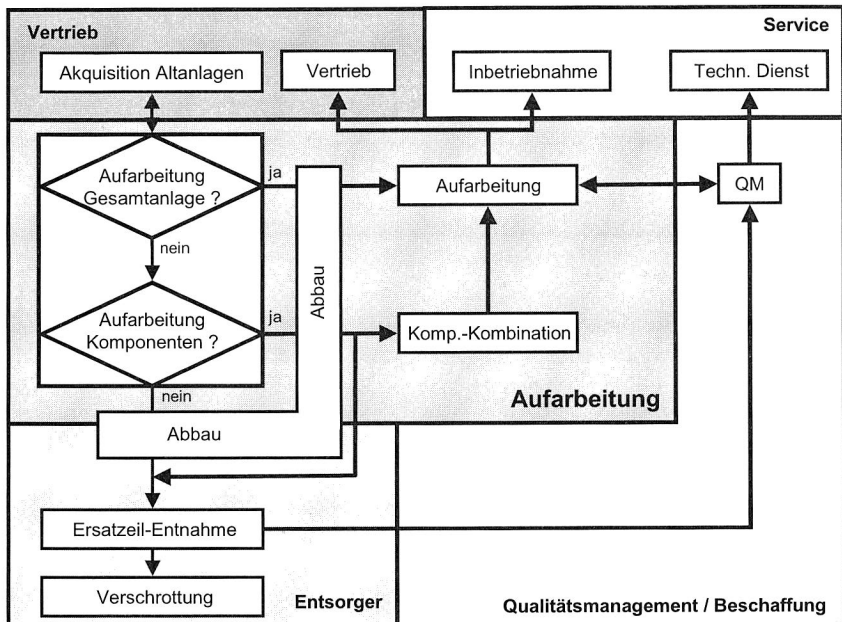 Vertrieb
Service
Akquisition Altanlagen
Vertrieb
Inbetriebnahme
Techn. Dienst
Aufarbeitung
Gesamtanlage ?
ja
Aufarbeitung
QM
nein
Abbau
Aufarbeitung
Komponenten ?
ja
Komp.-Kombination
nein
Aufarbeitung
Abbau
Ersatzeil-Entnahme
Verschrottung
Entsorger
Qualitätsmanagement / Beschaffung